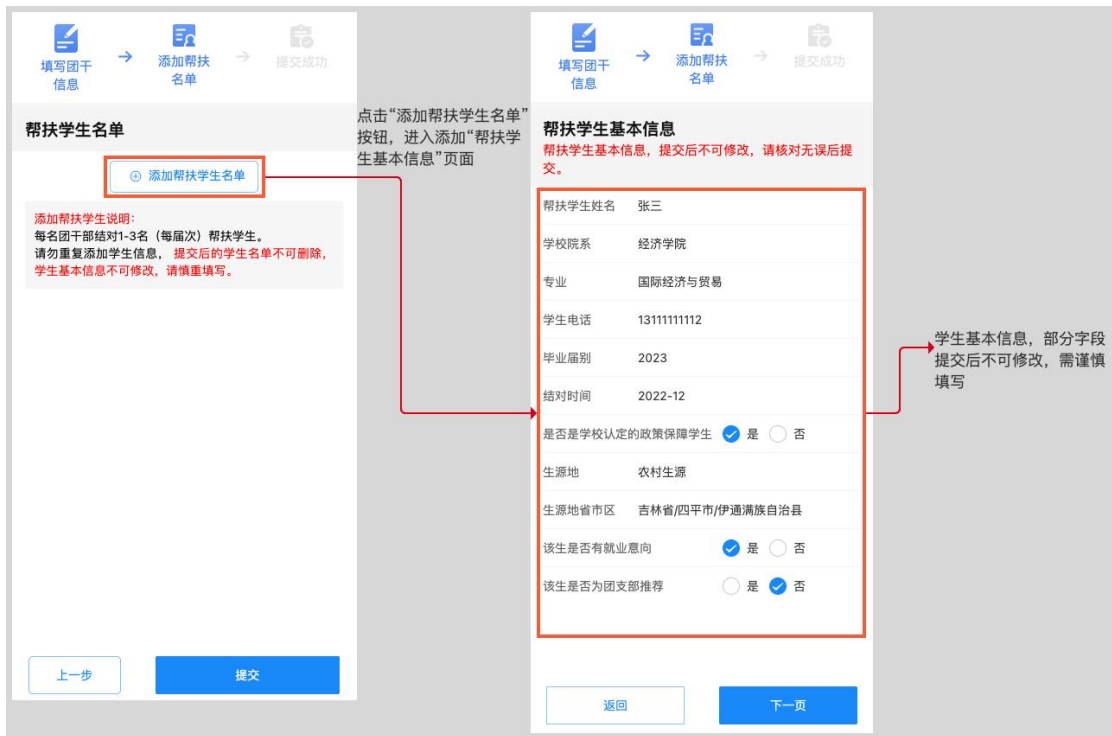 填写团干
信息
→
添加帮扶
名单
→
提交成功
帮扶学生名单
添加帮扶学生名单
添加帮扶学生说明：
每名团干部结对1-3名（每届次）帮扶学生。
请勿重复添加学生信息，提交后的学生名单不可删除，
学生基本信息不可修改，请慎重填写。
上一步
提交
点击“添加帮扶学生名单”
按钮，进入添加“帮扶学
生基本信息”页面
填写团干
信息
→
添加帮扶
名单
→
提交成功
帮扶学生基本信息
帮扶学生基本信息，提交后不可修改，请核对无误后提
交。
帮扶学生姓名 张三
学校院系 经济学院
专业 国际经济与贸易
学生电话 13111111112
毕业届别 2023
结对时间 2022-12
是否是学校认定的政策保障学生 是 否
生源地 农村生源
生源地省市区 吉林省/四平市/伊通满族自治县
该生是否有就业意向 是 否
该生是否为团支部推荐 是 否
返回
下一页
学生基本信息，部分字段
提交后不可修改，需谨慎
填写